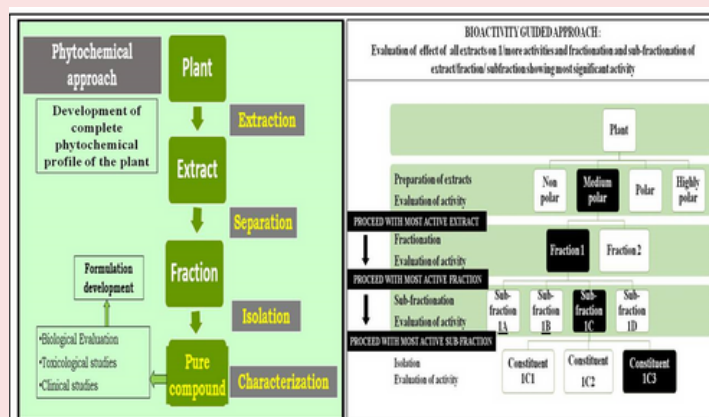 Phytochemical
approach
Development of
complete
phytochemical
profile of the plant
Plant
Extraction
Extract
Separation
Fraction
Isolation
Pure
compound
Characterization
Formulation
development
•Biological Evaluation
•Toxicological studies
•Clinical studies
BIOACTIVITY GUIDED APPROACH:
Evaluation of effect of all extracts on 1/more activities and fractionation and sub-fractionation of
extract/fraction/ subfraction showing most significant activity
Plant
Preparation of extracts
Evaluation of activity
Non
polar
Medium
polar
Polar
Highly
polar
PROCEED WITH MOST ACTIVE EXTRACT
Fractionation
Evaluation of activity
Fraction 1
Fraction 2
PROCEED WITH MOST ACTIVE FRACTION
Sub-fractionation
Evaluation of activity
Sub-
fraction
1A
Sub-
fraction
1B
Sub-
fraction
1C
Sub-
fraction
1D
PROCEED WITH MOST ACTIVE SUB-FRACTION
Isolation
Evaluation of activity
Constituent
1C1
Constituent
1C2
Constituent
1C3